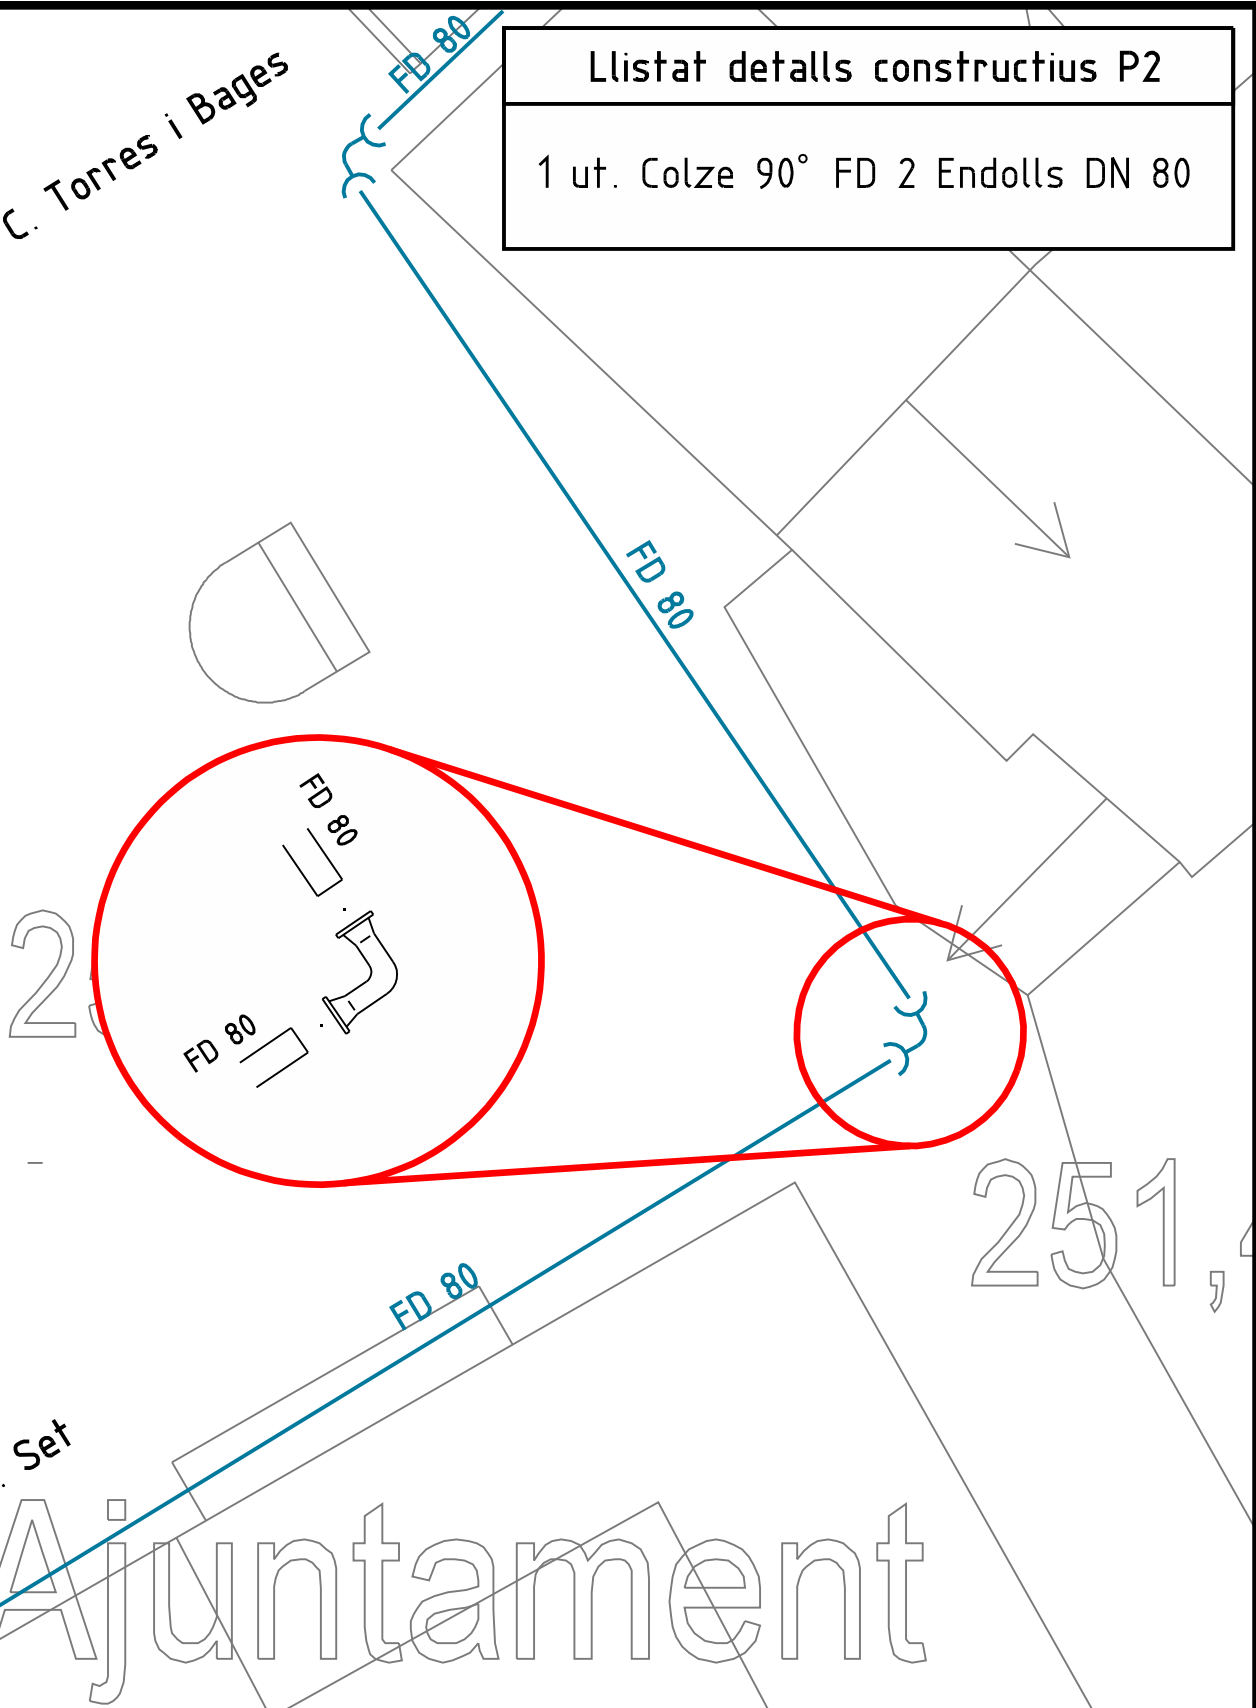 FD 80
Llistat detalls constructius P2
1 ut. Colze 90° FD 2 Endolls DN 80
C. Torres i Bages
FD 80
FD 80
FD 80
FD 80
251,
. Set
Ajuntament